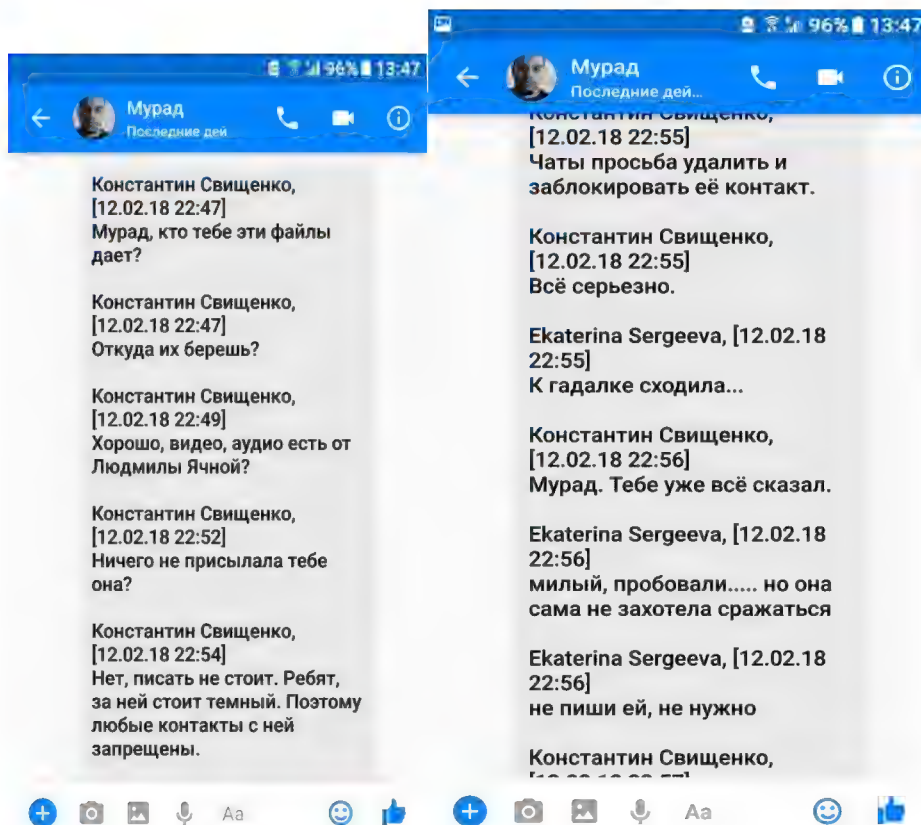 96% 13:47
Мурад
Последние дей
Константин Свищенко,
[12.02.18 22:47]
Мурад, кто тебе эти файлы
дает?
Константин Свищенко,
[12.02.18 22:47]
Откуда их берешь?
Константин Свищенко,
[12.02.18 22:49]
Хорошо, видео, аудио есть от
Людмилы Ячной?
Константин Свищенко,
[12.02.18 22:52]
Ничего не присылала тебе
она?
Константин Свищенко,
[12.02.18 22:54]
Нет, писать не стоит. Ребят,
за ней стоит темный. Поэтому
любые контакты с ней
запрещены.
Aa
96% 13:47
Мурад
Последние дей...
Константин Свищенко,
[12.02.18 22:55]
Чаты просьба удалить и
заблокировать её контакт.
Константин Свищенко,
[12.02.18 22:55]
Всё серьезно.
Ekaterina Sergeeva, [12.02.18
22:55]
К гадалке сходила...
Константин Свищенко,
[12.02.18 22:56]
Мурад. Тебе уже всё сказал.
Ekaterina Sergeeva, [12.02.18
22:56]
милый, пробовали..... но она
сама не захотела сражаться
Ekaterina Sergeeva, [12.02.18
22:56]
не пиши ей, не нужно
Константин Свищенко,
Aa